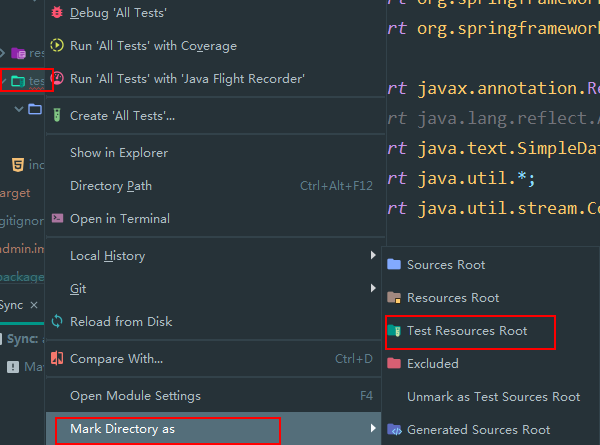 Debug 'All Tests'
Run 'All Tests' with Coverage
Run 'All Tests' with 'Java Flight Recorder'
Create 'All Tests'...
Show in Explorer
Directory Path Ctrl+Alt+F12
Open in Terminal
Local History
Git
Reload from Disk
Compare With... Ctrl+D
Open Module Settings F4
Mark Directory as
Sources Root
Resources Root
Test Resources Root
Excluded
Unmark as Test Sources Root
Generated Sources Root
res
tes
ind
arget
gitignor
admin.im
package
Sync ×
Sync: a
Ma
rt org.springframework
rt org.springframework
rt javax.annotation.Re
rt java.lang.reflect.A
rt java.text.SimpleDat
rt java.util.*;
rt java.util.stream.Co